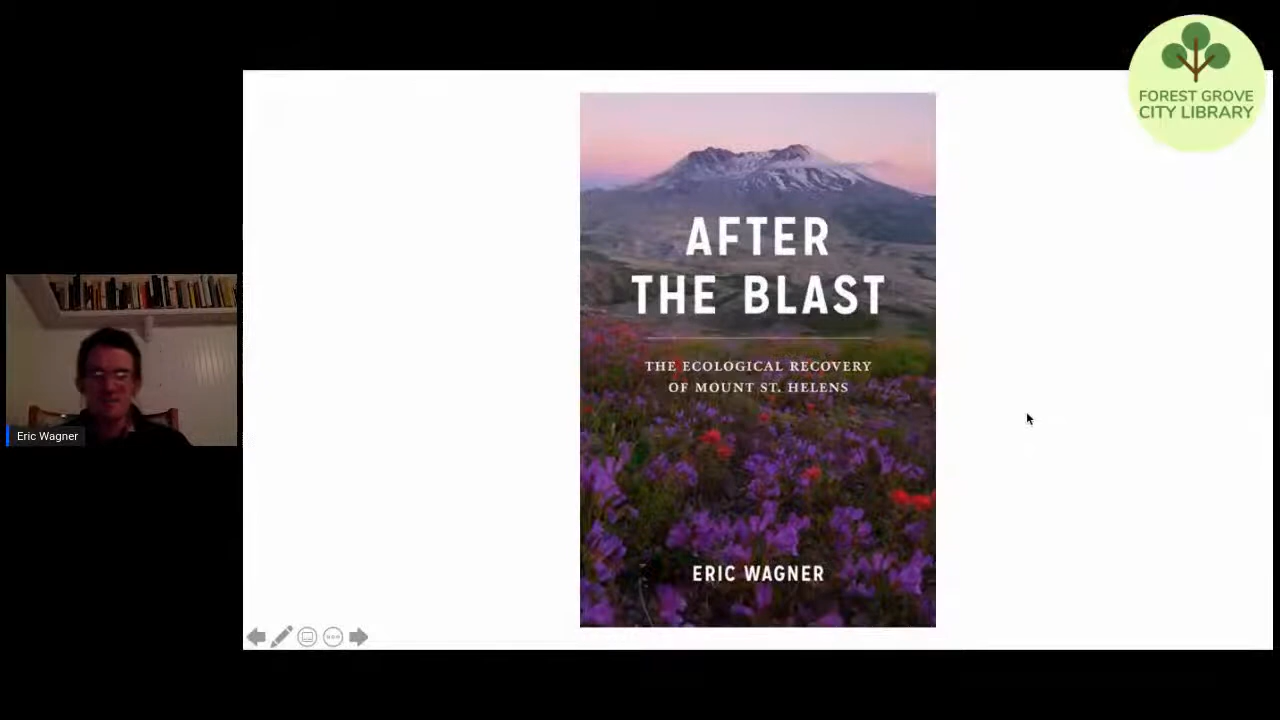 FOREST GROVE
CITY LIBRARY
AFTER
THE BLAST
THE ECOLOGICAL RECOVERY
OF MOUNT ST. HELENS
ERIC WAGNER
Eric Wagner